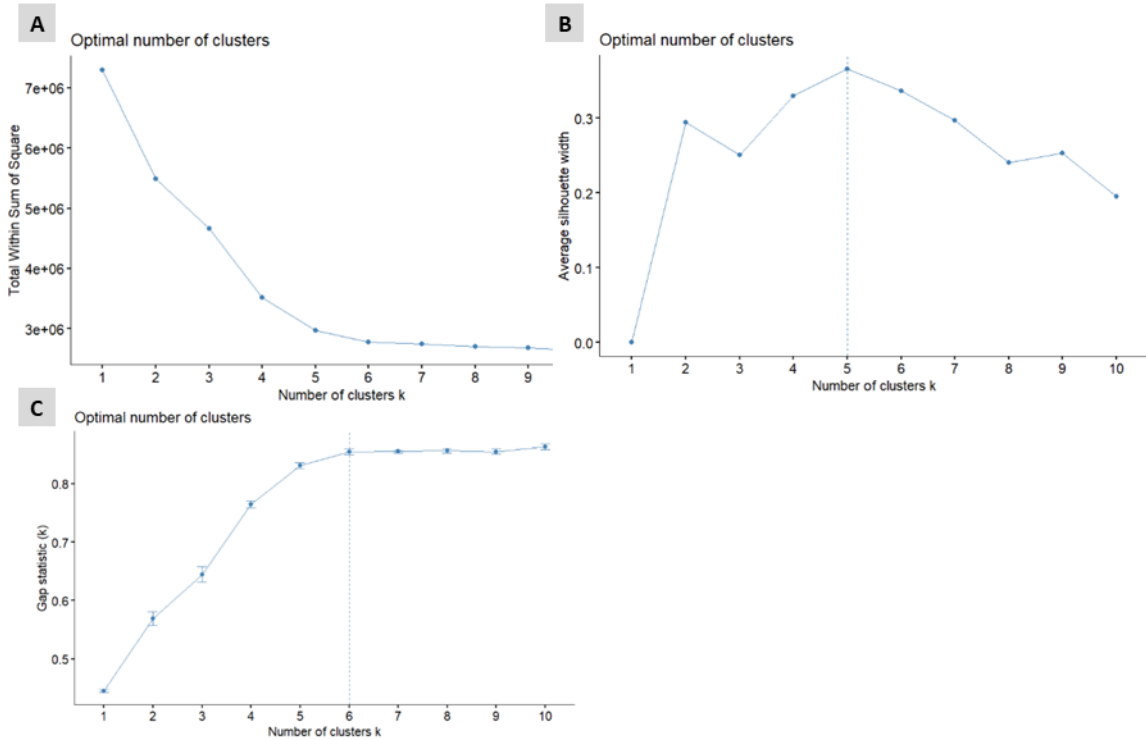 A
Optimal number of clusters
Total Within Sum of Square
7e+06
6e+06
5e+06
4e+06
3e+06
1 2 3 4 5 6 7 8 9
Number of clusters k
B
Optimal number of clusters
Average silhouette width
0.3
0.2
0.1
0.0
1 2 3 4 5 6 7 8 9 10
Number of clusters k
C
Optimal number of clusters
Gap statistic (k)
0.8
0.7
0.6
0.5
1 2 3 4 5 6 7 8 9 10
Number of clusters k